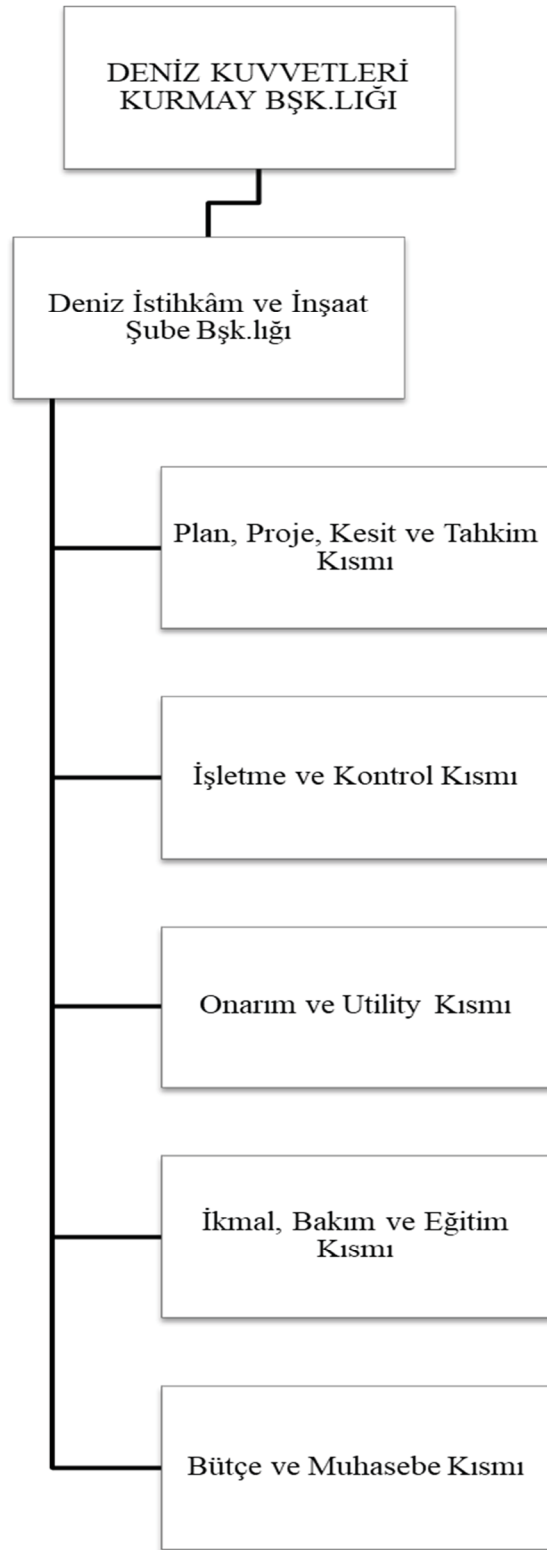 DENİZ KUVVETLERİ
KURMAY BŞK.LIĞI
Deniz İstihkâm ve İnşaat
Şube Bşk.lığı
Plan, Proje, Kesit ve Tahkim
Kısmı
İşletme ve Kontrol Kısmı
Onarım ve Utility Kısmı
İkmal, Bakım ve Eğitim
Kısmı
Bütçe ve Muhasebe Kısmı